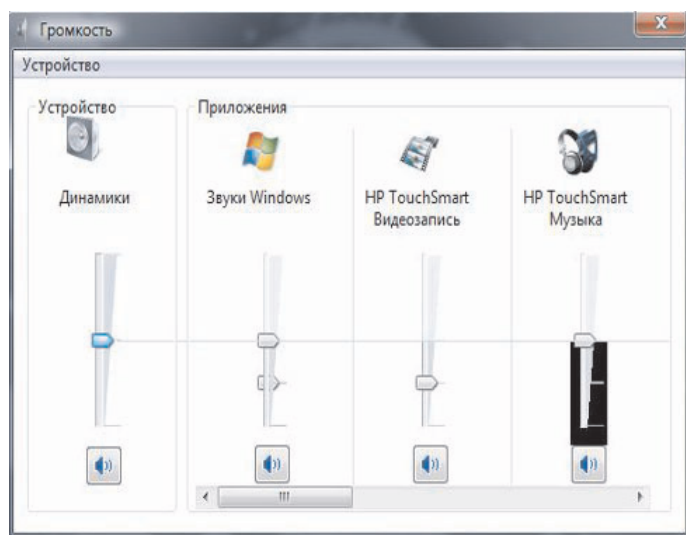 Громкость
Устройство
Устройство
Приложения
Динамики
Звуки Windows
HP TouchSmart
Видеозапись
HP TouchSmart
Музыка